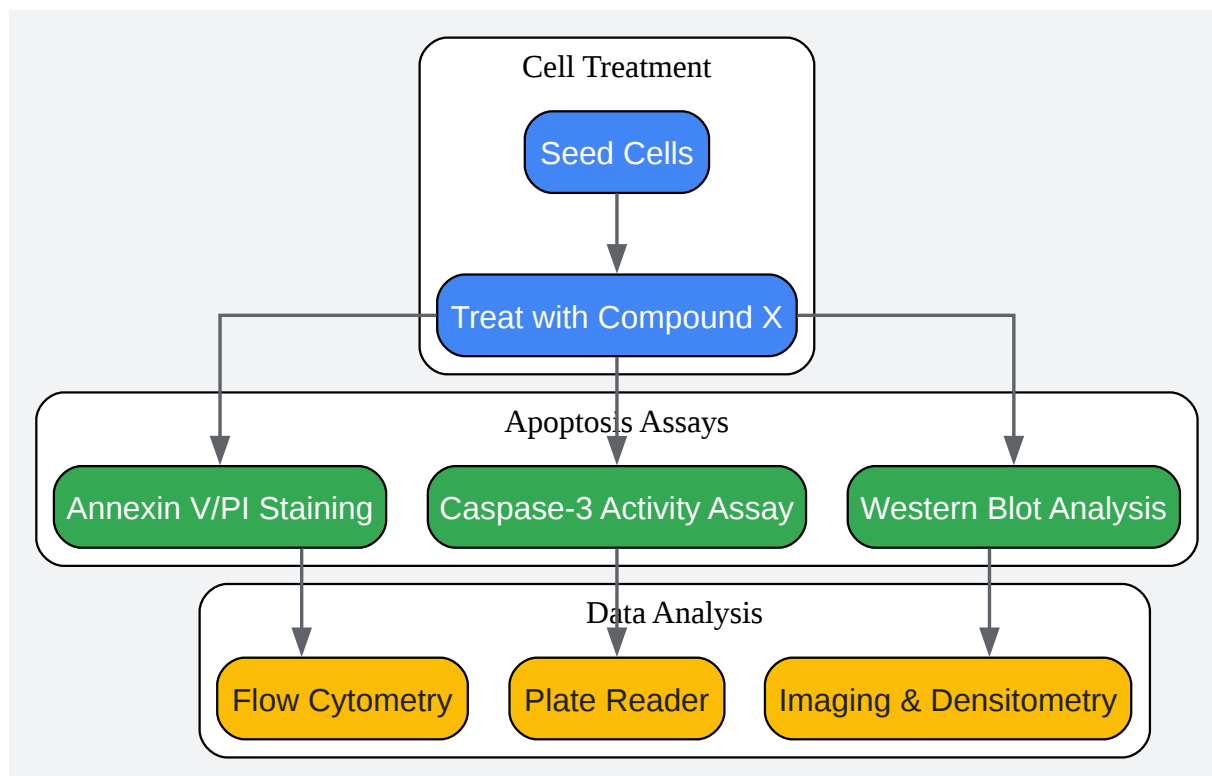 Cell Treatment
Seed Cells
Treat with Compound X
Apoptosis Assays
Annexin V/PI Staining
Caspase-3 Activity Assay
Western Blot Analysis
Data Analysis
Flow Cytometry
Plate Reader
Imaging & Densitometry